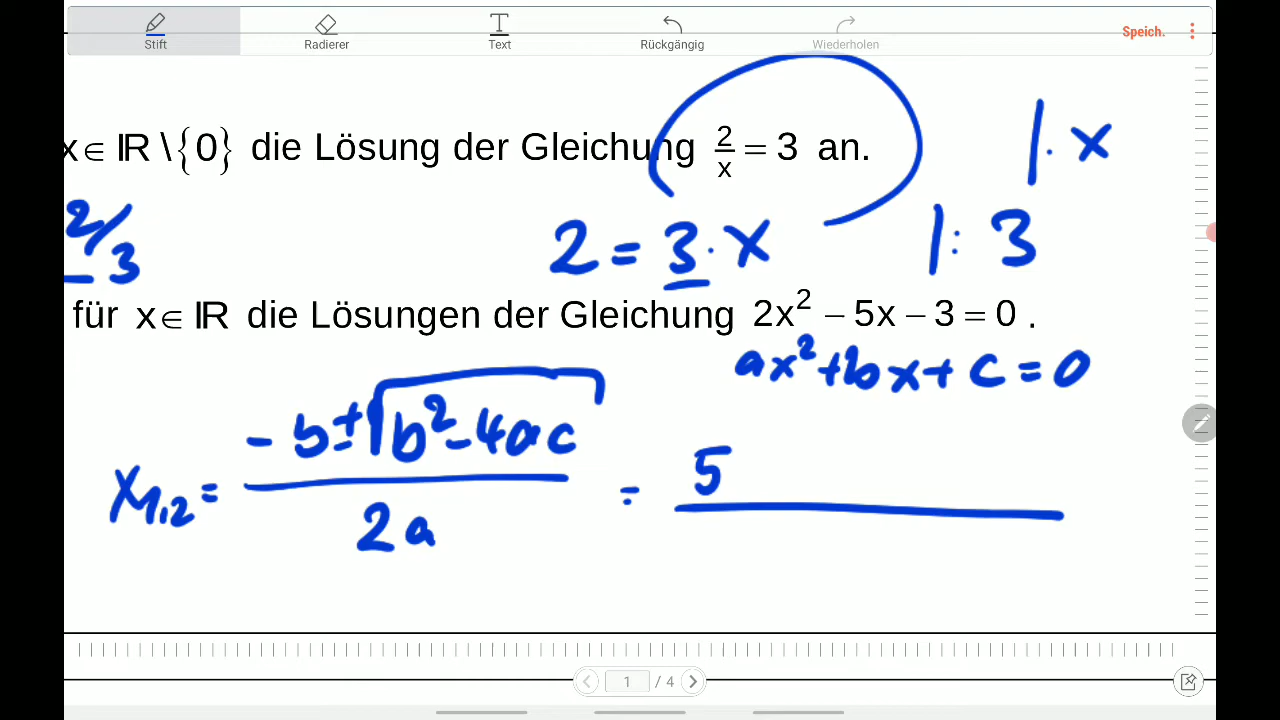 Stift Radierer Text Rückgängig Wiederholen Speich.
x∈ ℝ \{0} die Lösung der Gleichung 2/x = 3 an. |· x
2/3 2 = 3·x |: 3
für x∈ ℝ die Lösungen der Gleichung 2x² − 5x − 3 = 0 .
ax²+bx+c=0
x1,2 = (-b±√(b²-4ac))/(2a) = 5
1 / 4